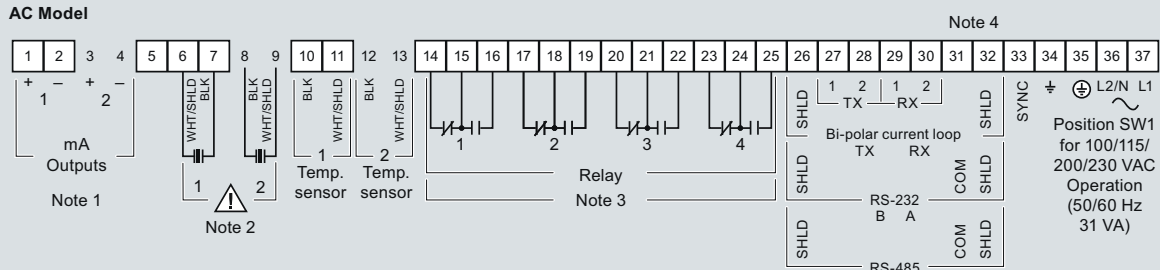 AC Model
Note 4
1 2 3 4 5 6 7 8 9 10 11 12 13 14 15 16 17 18 19 20 21 22 23 24 25 26 27 28 29 30 31 32 33 34 35 36 37
+ – + –
1 2
mA
Outputs
Note 1
WHT/SHLD BLK BLK WHT/SHLD
1 2
Note 2
BLK WHT/SHLD BLK WHT/SHLD
1 2
Temp.
sensor
Temp.
sensor
1 2 3 4
Relay
Note 3
SHLD 1 2 1 2 SHLD SYNC
TX RX
Bi-polar current loop
TX RX
SHLD COM SHLD
RS-232
B A
SHLD COM SHLD
RS-485
L2/N L1
Position SW1
for 100/115/
200/230 VAC
Operation
(50/60 Hz
31 VA)